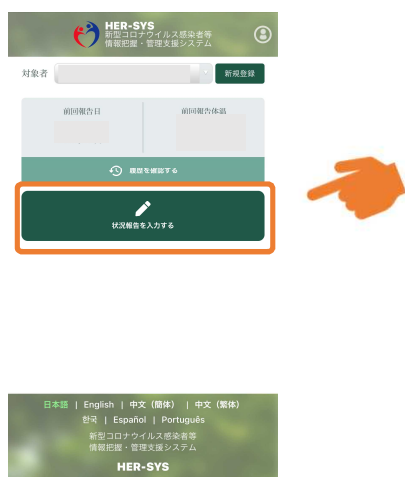 HER-SYS
新型コロナウイルス感染者等
情報把握・管理支援システム
対象者
新規登録
前回報告日
前回報告体温
履歴を確認する
状況報告を入力する
日本語 | English | 中文（简体） | 中文（繁体）
한국 | Español | Português
新型コロナウイルス感染者等
情報把握・管理支援システム
HER-SYS